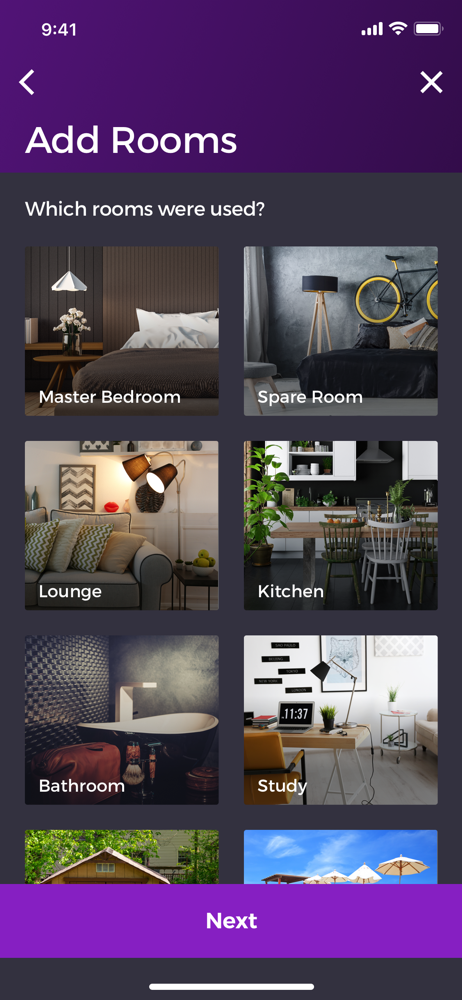 9:41
Add Rooms
Which rooms were used?
Master Bedroom
Spare Room
Lounge
Kitchen
Bathroom
Study
11:37
Next